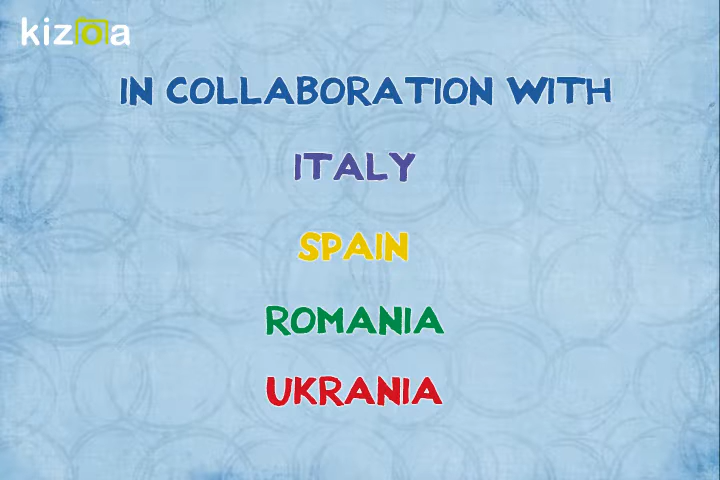 kizoa
IN COLLABORATION WITH
ITALY
SPAIN
ROMANIA
UKRANIA